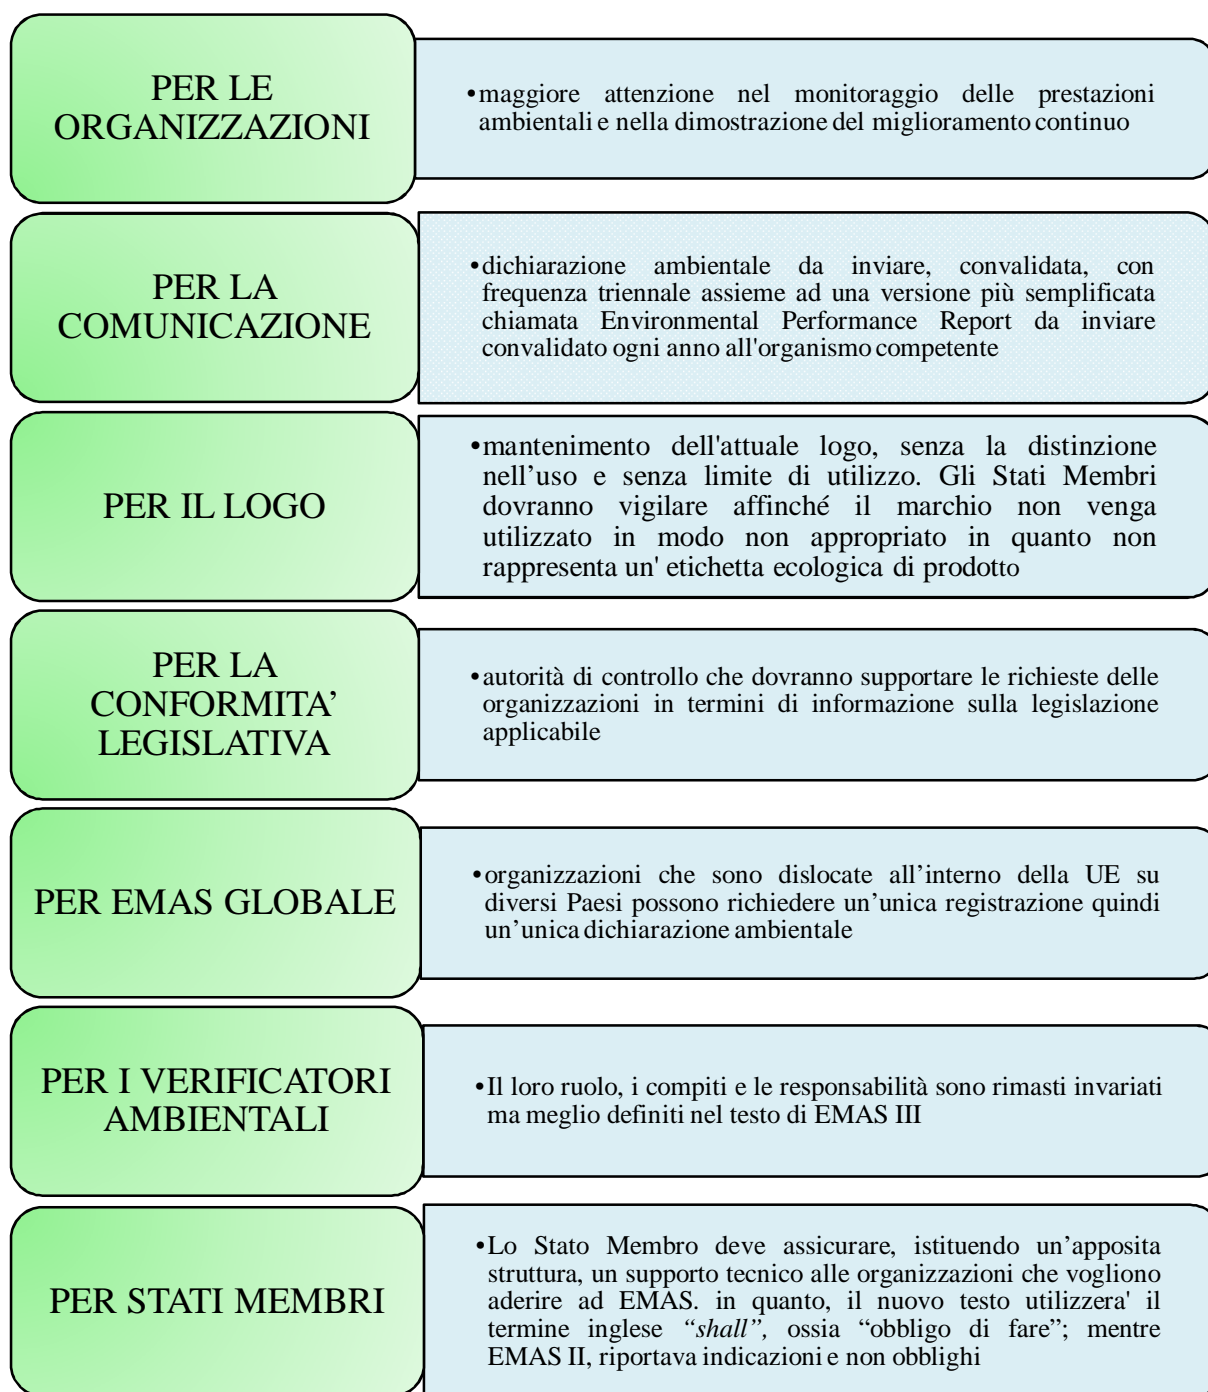 PER LE
ORGANIZZAZIONI
•maggiore attenzione nel monitoraggio delle prestazioni
ambientali e nella dimostrazione del miglioramento continuo
PER LA
COMUNICAZIONE
•dichiarazione ambientale da inviare, convalidata, con
frequenza triennale assieme ad una versione più semplificata
chiamata Environmental Performance Report da inviare
convalidato ogni anno all'organismo competente
PER IL LOGO
•mantenimento dell'attuale logo, senza la distinzione
nell’uso e senza limite di utilizzo. Gli Stati Membri
dovranno vigilare affinché il marchio non venga
utilizzato in modo non appropriato in quanto non
rappresenta un' etichetta ecologica di prodotto
PER LA
CONFORMITA’
LEGISLATIVA
•autorità di controllo che dovranno supportare le richieste delle
organizzazioni in termini di informazione sulla legislazione
applicabile
PER EMAS GLOBALE
•organizzazioni che sono dislocate all’interno della UE su
diversi Paesi possono richiedere un’unica registrazione quindi
un’unica dichiarazione ambientale
PER I VERIFICATORI
AMBIENTALI
•Il loro ruolo, i compiti e le responsabilità sono rimasti invariati
ma meglio definiti nel testo di EMAS III
PER STATI MEMBRI
•Lo Stato Membro deve assicurare, istituendo un’apposita
struttura, un supporto tecnico alle organizzazioni che vogliono
aderire ad EMAS. in quanto, il nuovo testo utilizzera' il
termine inglese “shall”, ossia “obbligo di fare”; mentre
EMAS II, riportava indicazioni e non obblighi